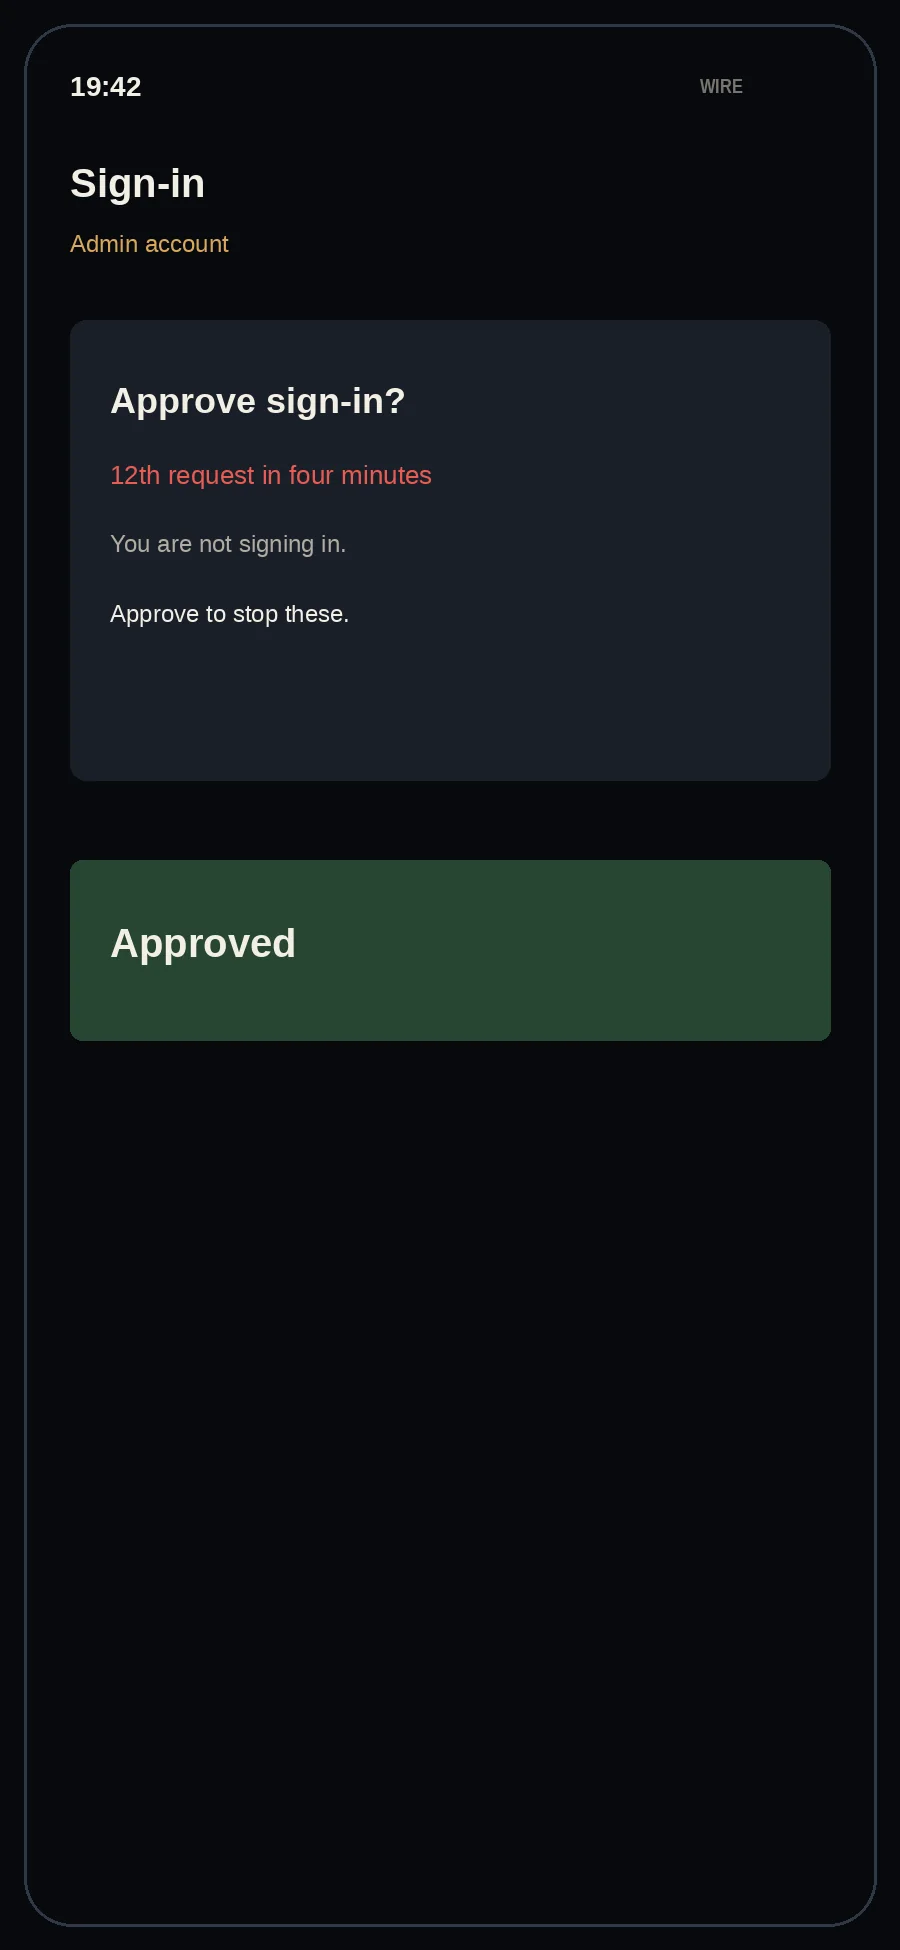 19:42
WIRE
Sign-in
Admin account
Approve sign-in?
12th request in four minutes
You are not signing in.
Approve to stop these.
Approved